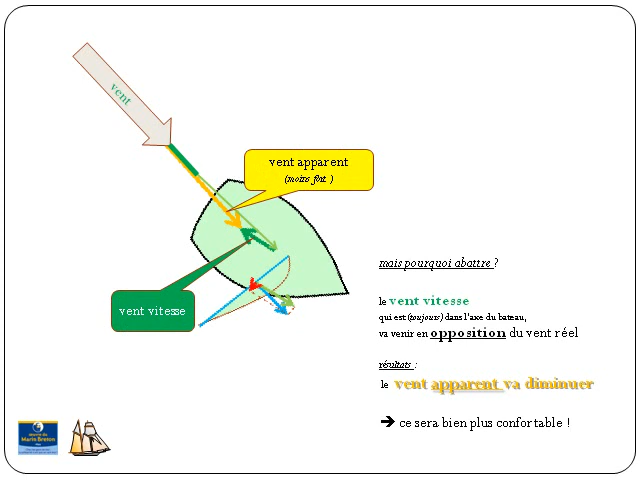 vent
vent apparent
(moins fort )
vent vitesse
mais pourquoi abattre ?
le vent vitesse
qui est (toujours) dans l'axe du bateau,
va venir en opposition du vent réel
résultats :
le vent apparent va diminuer
➔ ce sera bien plus confortable !
Marie Breton